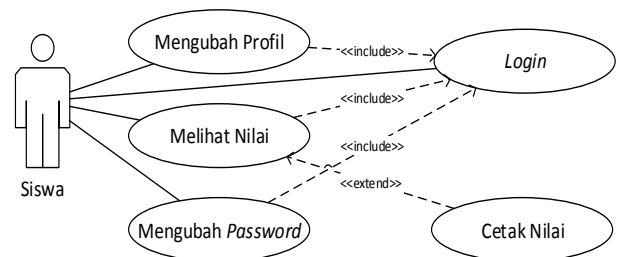 Mengubah Profil
<<include>>
Login
<<include>>
Melihat Nilai
<<include>>
<<extend>>
Siswa
Mengubah Password
Cetak Nilai